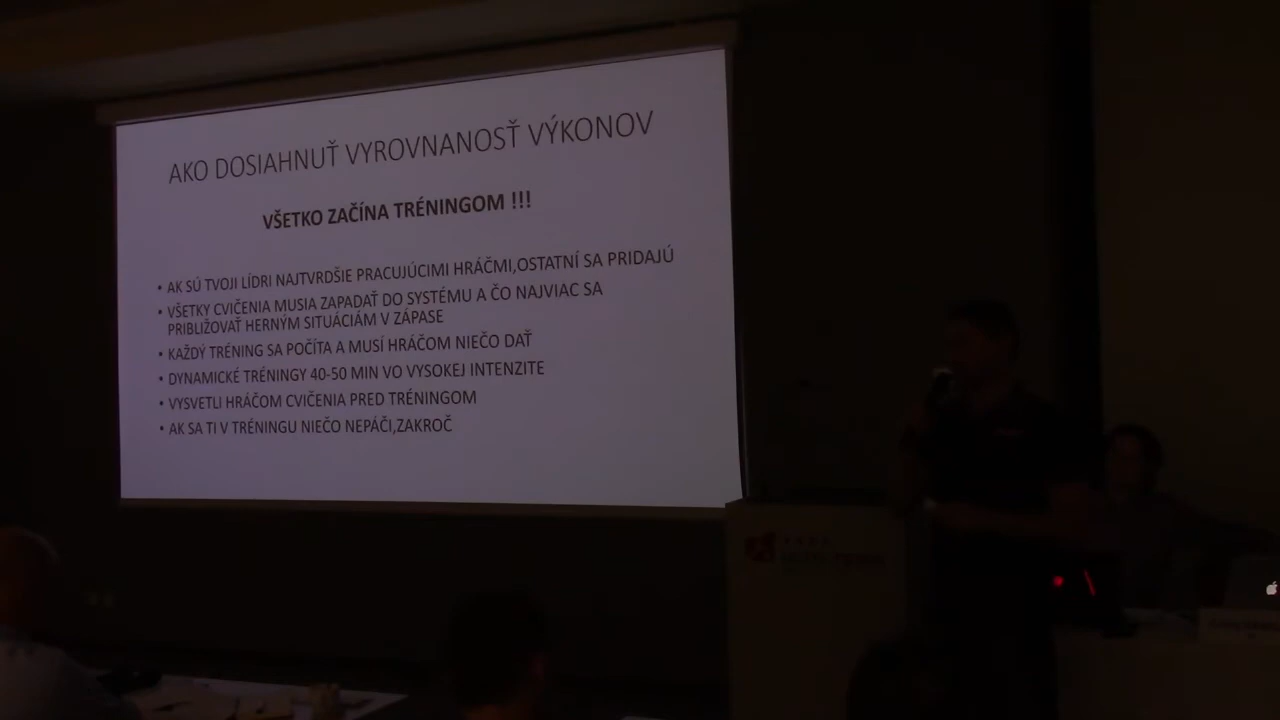 AKO DOSIAHNUŤ VYROVNANOSŤ VÝKONOV
VŠETKO ZAČÍNA TRÉNINGOM !!!
• AK SÚ TVOJI LÍDRI NAJTVRDŠIE PRACUJÚCIMI HRÁČMI,OSTATNÍ SA PRIDAJÚ
• VŠETKY CVIČENIA MUSIA ZAPADAŤ DO SYSTÉMU A ČO NAJVIAC SA
PRIBLIŽOVAŤ HERNÝM SITUÁCIÁM V ZÁPASE
• KAŽDÝ TRÉNING SA POČÍTA A MUSÍ HRÁČOM NIEČO DAŤ
• DYNAMICKÉ TRÉNINGY 40-50 MIN VO VYSOKEJ INTENZITE
• VYSVETLI HRÁČOM CVIČENIA PRED TRÉNINGOM
• AK SA TI V TRÉNINGU NIEČO NEPÁČI,ZAKROČ